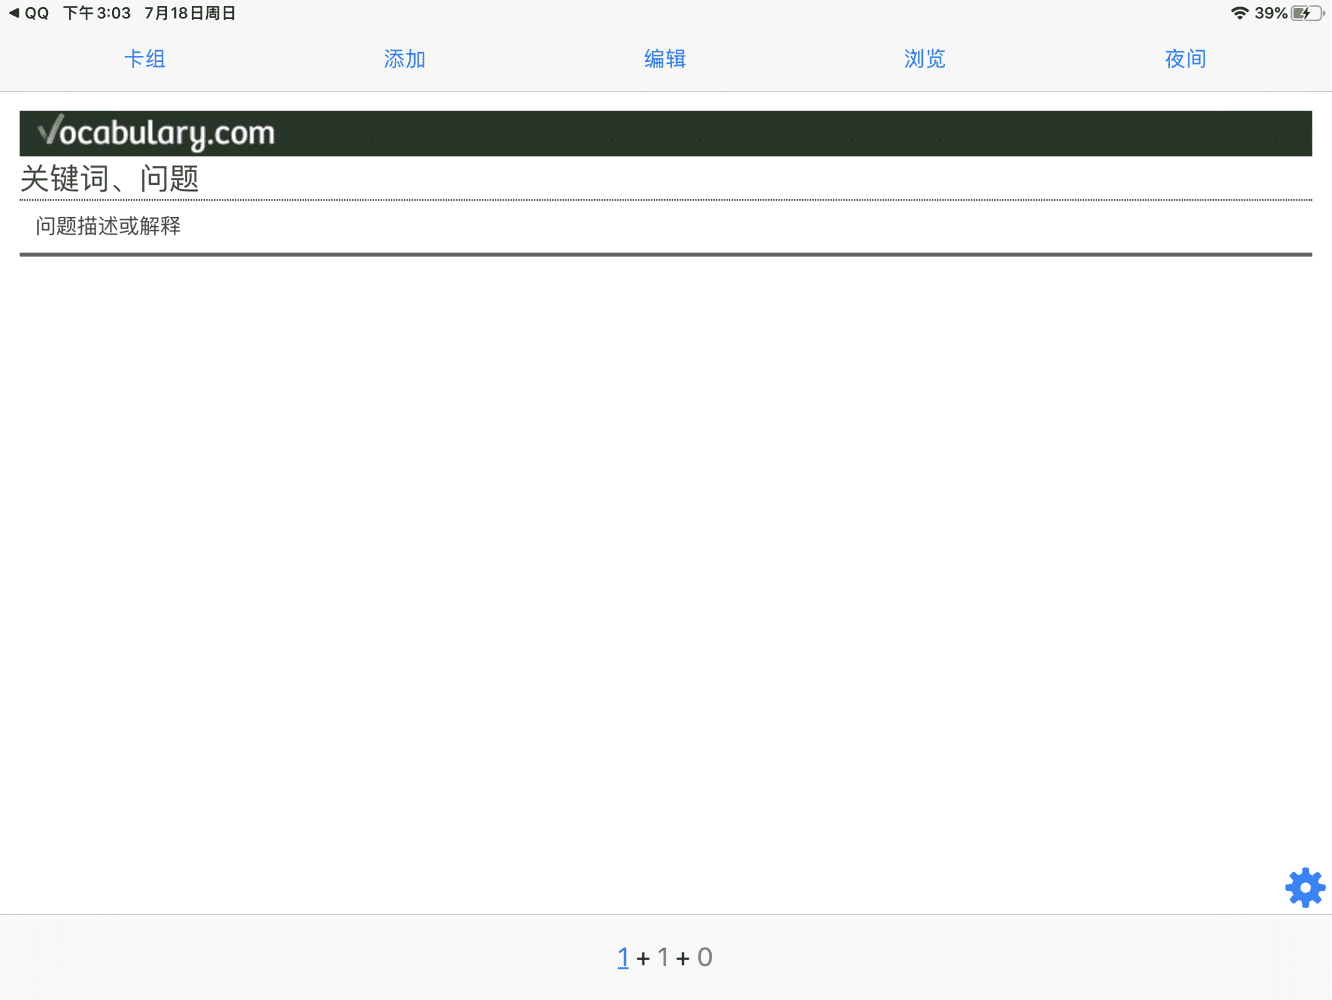 ◀ QQ 下午3:03 7月18日周日 39%
卡组 添加 编辑 浏览 夜间
Vocabulary.com
关键词、问题
问题描述或解释
1 + 1 + 0